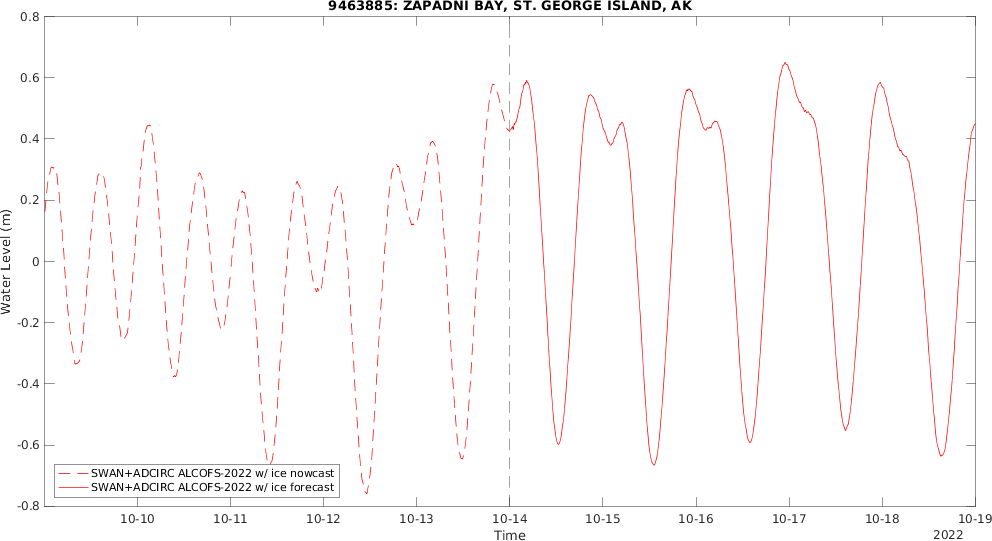 9463885: ZAPADNI BAY, ST. GEORGE ISLAND, AK
0.8
0.6
0.4
0.2
0
-0.2
-0.4
-0.6
-0.8
Water Level (m)
SWAN+ADCIRC ALCOFS-2022 w/ ice nowcast
SWAN+ADCIRC ALCOFS-2022 w/ ice forecast
10-10 10-11 10-12 10-13 10-14 10-15 10-16 10-17 10-18 10-19
Time
2022